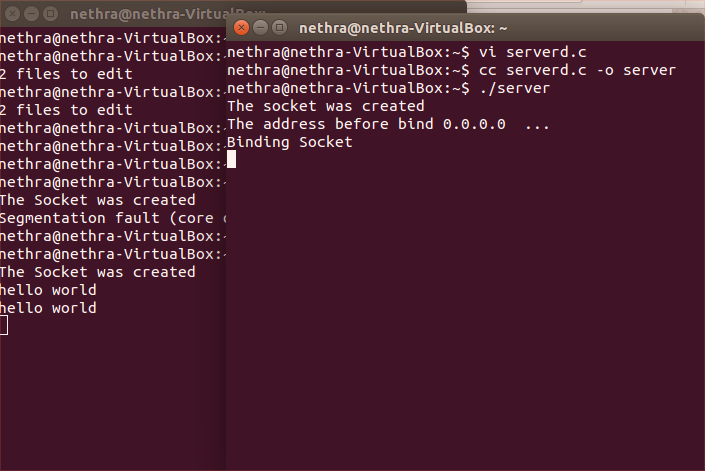 nethra@nethra-VirtualBox: ~
nethra@nethra-VirtualBox:
2 files to edit
nethra@nethra-VirtualBox:~
2 files to edit
nethra@nethra-VirtualBox:~
nethra@nethra-VirtualBox:~
nethra@nethra-VirtualBox:~
nethra@nethra-VirtualBox:~
The Socket was created
Segmentation fault (core
nethra@nethra-VirtualBox:~
nethra@nethra-VirtualBox:~
The Socket was created
hello world
hello world
nethra@nethra-VirtualBox: ~
nethra@nethra-VirtualBox:~$ vi serverd.c
nethra@nethra-VirtualBox:~$ cc serverd.c -o server
nethra@nethra-VirtualBox:~$ ./server
The socket was created
The address before bind 0.0.0.0  ...
Binding Socket